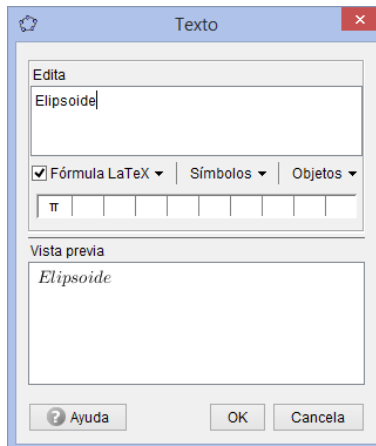 Texto
Edita
Elipsoide
Fórmula LaTeX Símbolos Objetos
π
Vista previa
Elipsoide
Ayuda OK Cancela